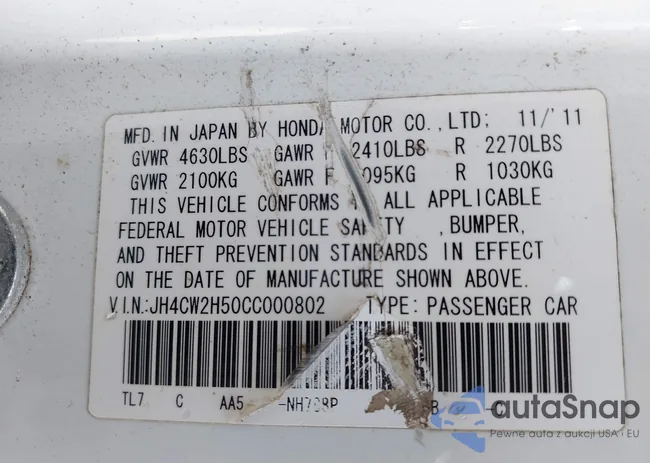 MFD. IN JAPAN BY HONDA MOTOR CO., LTD; 11/'11
GVWR 4630LBS GAWR F 2410LBS R 2270LBS
GVWR 2100KG GAWR F 095KG R 1030KG
THIS VEHICLE CONFORMS ALL APPLICABLE
FEDERAL MOTOR VEHICLE SAFETY , BUMPER,
AND THEFT PREVENTION STANDARDS IN EFFECT
ON THE DATE OF MANUFACTURE SHOWN ABOVE.
V.I.N.:JH4CW2H50CC000802 TYPE: PASSENGER CAR
TL7 C AA5 -NH788P B -C
autoSnap
Pewne auta z aukcji USA i EU